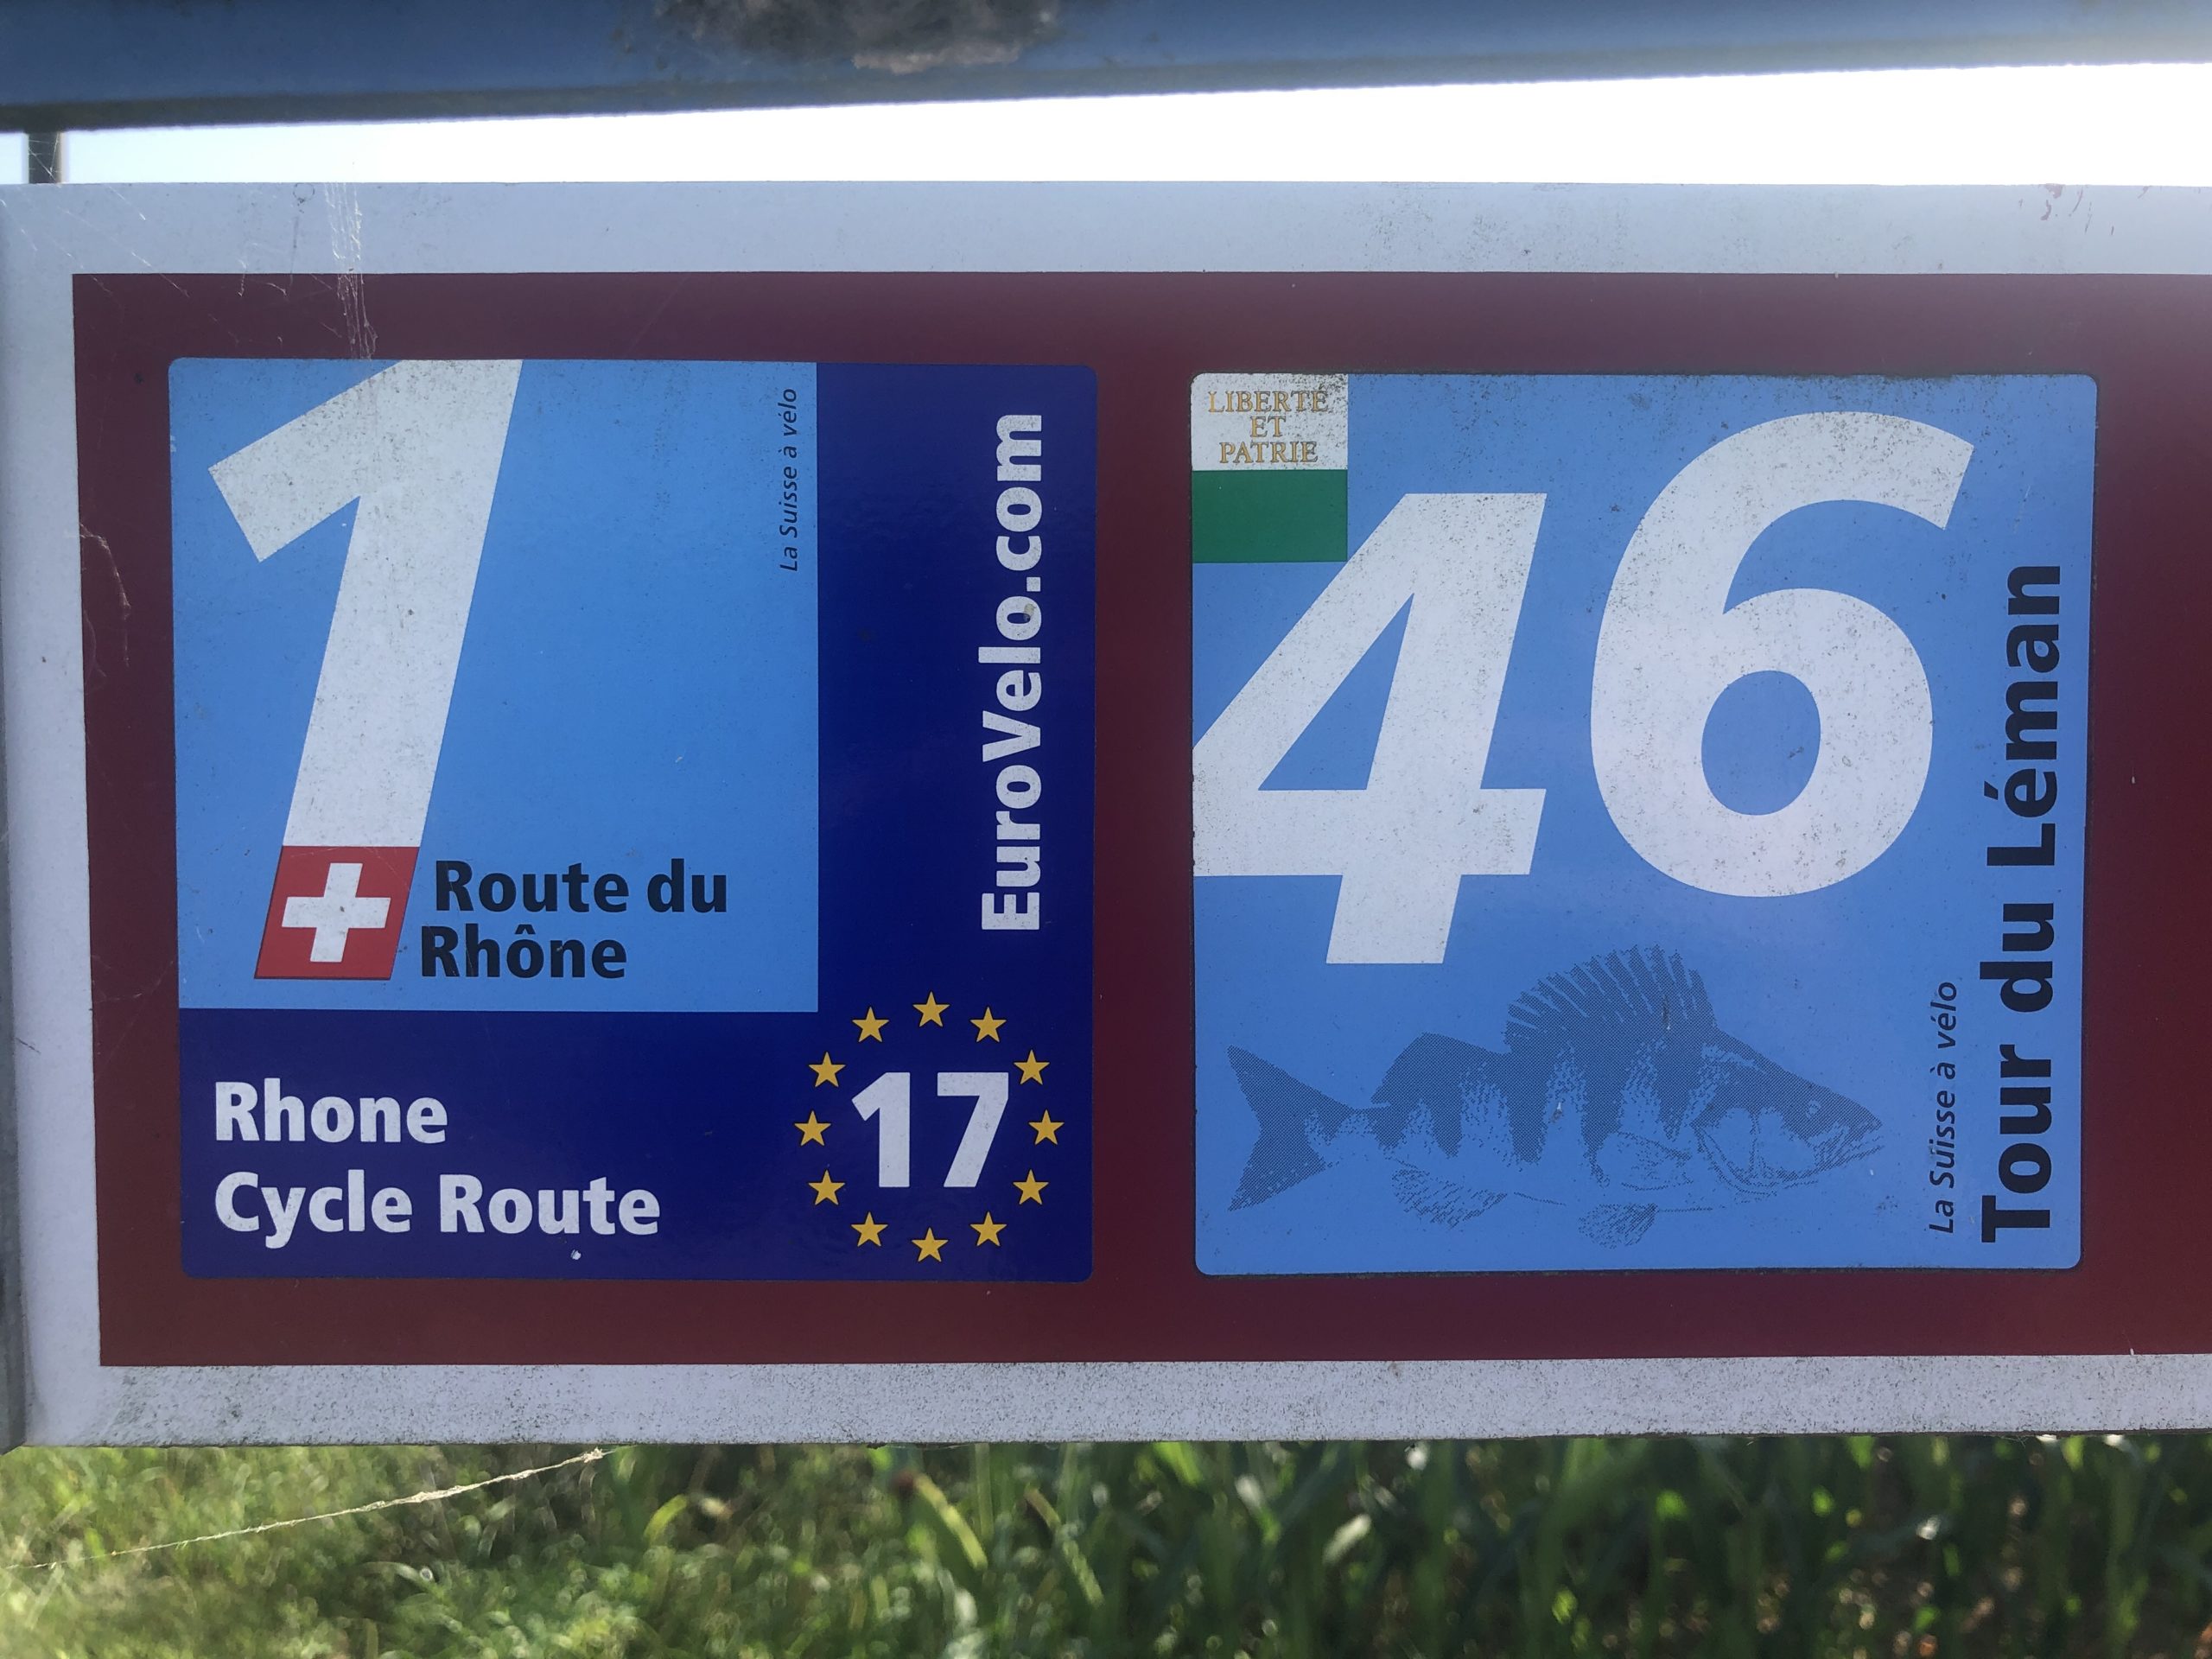 1
La Suisse à vélo
Route du
Rhône
EuroVelo.com
Rhone
Cycle Route
17
LIBERTÉ
ET
PATRIE
46
La Suisse à vélo
Tour du Léman